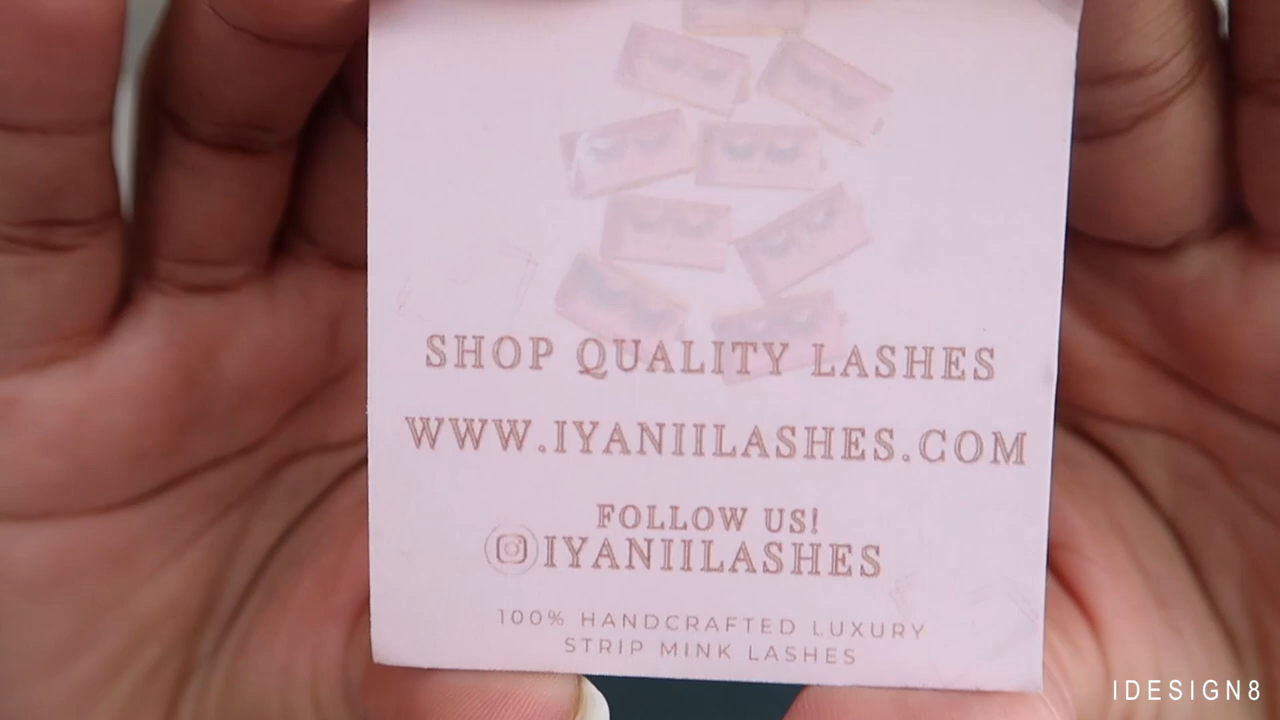 SHOP QUALITY LASHES
WWW.IYANIILASHES.COM
FOLLOW US!
IYANIILASHES
100% HANDCRAFTED LUXURY
STRIP MINK LASHES
IDESIGN8